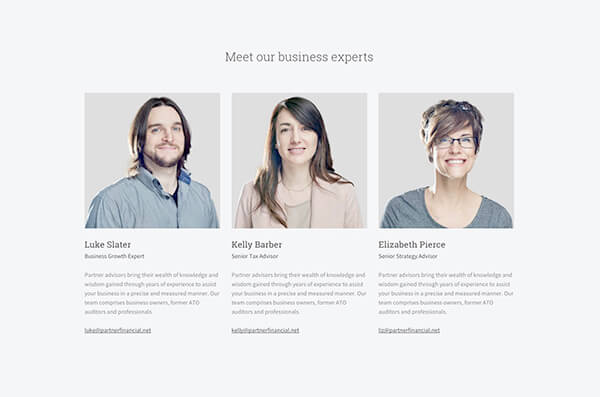 Meet our business experts
Luke Slater
Business Growth Expert
Partner advisors bring their wealth of knowledge and
wisdom gained through years of experience to assist
your business in a precise and measured manner. Our
team comprises business owners, former ATO
auditors and professionals.
luke@partnerfinancial.net
Kelly Barber
Senior Tax Advisor
Partner advisors bring their wealth of knowledge and
wisdom gained through years of experience to assist
your business in a precise and measured manner. Our
team comprises business owners, former ATO
auditors and professionals.
kelly@partnerfinancial.net
Elizabeth Pierce
Senior Strategy Advisor
Partner advisors bring their wealth of knowledge and
wisdom gained through years of experience to assist
your business in a precise and measured manner. Our
team comprises business owners, former ATO
auditors and professionals.
liz@partnerfinancial.net